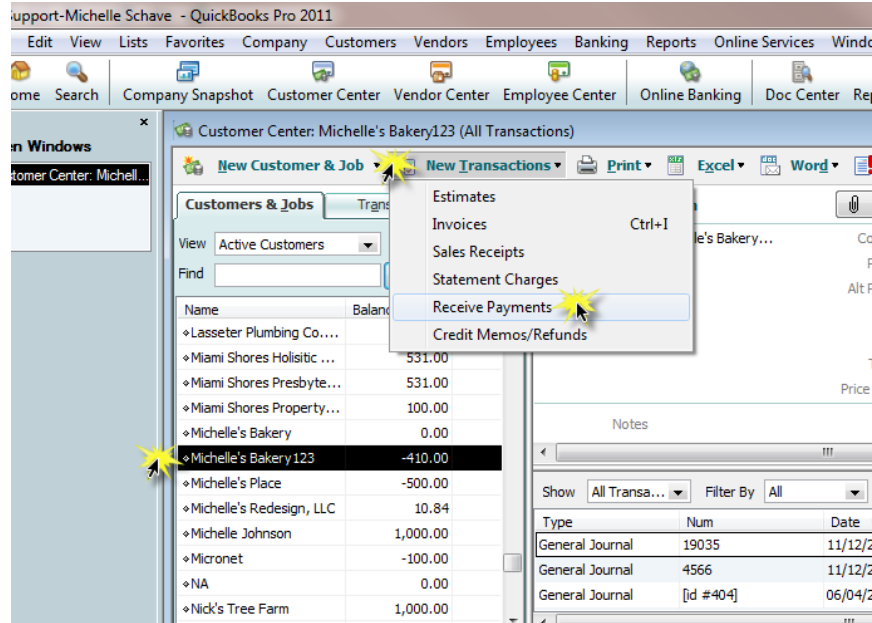 Support-Michelle Schave - QuickBooks Pro 2011
Edit View Lists Favorites Company Customers Vendors Employees Banking Reports Online Services Windo
ome Search Company Snapshot Customer Center Vendor Center Employee Center Online Banking Doc Center Rep
en Windows
stomer Center: Michell...
Customer Center: Michelle's Bakery123 (All Transactions)
New Customer & Job New Transactions Print Excel Word
Customers & Jobs Trans
View Active Customers
Find
Name Balanc
Lasseter Plumbing Co....
Miami Shores Holisitic ... 531.00
Miami Shores Presbyte... 531.00
Miami Shores Property... 100.00
Michelle's Bakery 0.00
Michelle's Bakery123 -410.00
Michelle's Place -500.00
Michelle's Redesign, LLC 10.84
Michelle Johnson 1,000.00
Micronet -100.00
NA 0.00
Nick's Tree Farm 1,000.00
Estimates
Invoices Ctrl+I
Sales Receipts
Statement Charges
Receive Payments
Credit Memos/Refunds
le's Bakery... Co
Alt P
Price
Notes
Show All Transa... Filter By All
Type Num Date
General Journal 19035 11/12/2
General Journal 4566 11/12/2
General Journal [id #404] 06/04/2